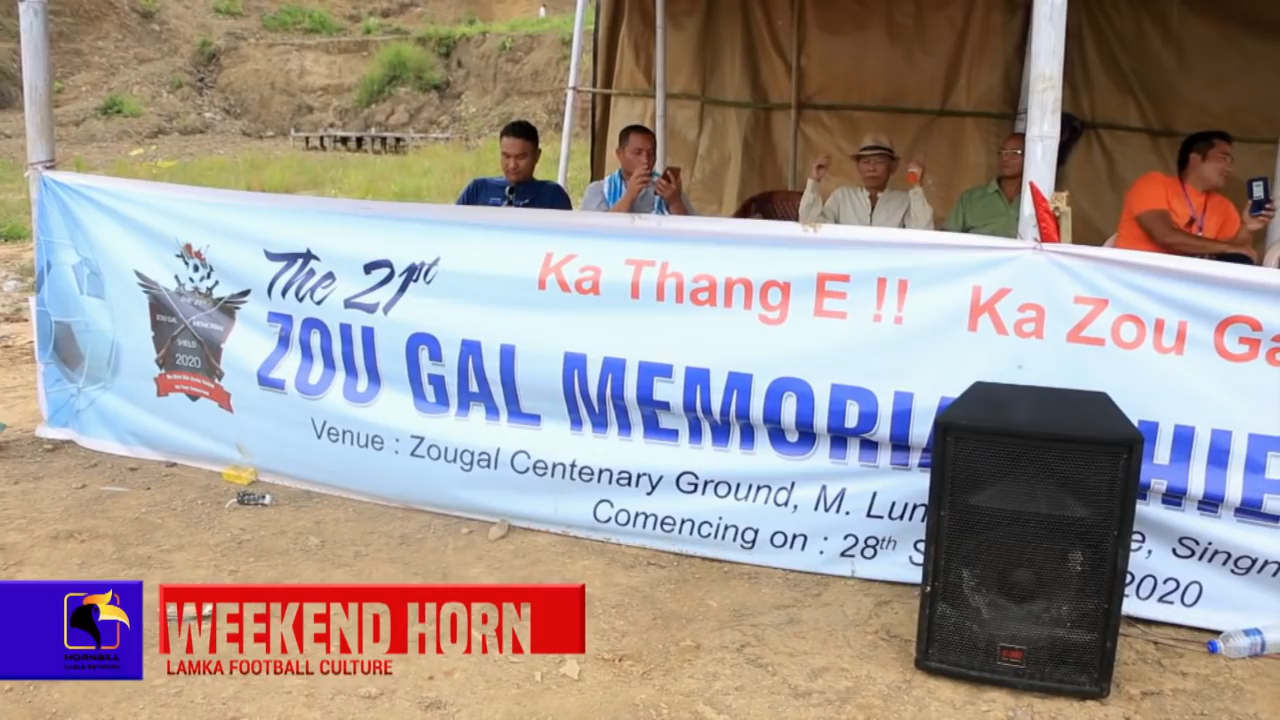 The 21st
Ka Thang E !! Ka Zou Ga
ZOU GAL MEMORIA HIE
Venue : Zougal Centenary Ground, M. Lun e, Singn
Comencing on : 28th S 2020
ZOU GAL MEMORIAL
SHIELD
2020
WEEKEND HORN
LAMKA FOOTBALL CULTURE
HORNBILL